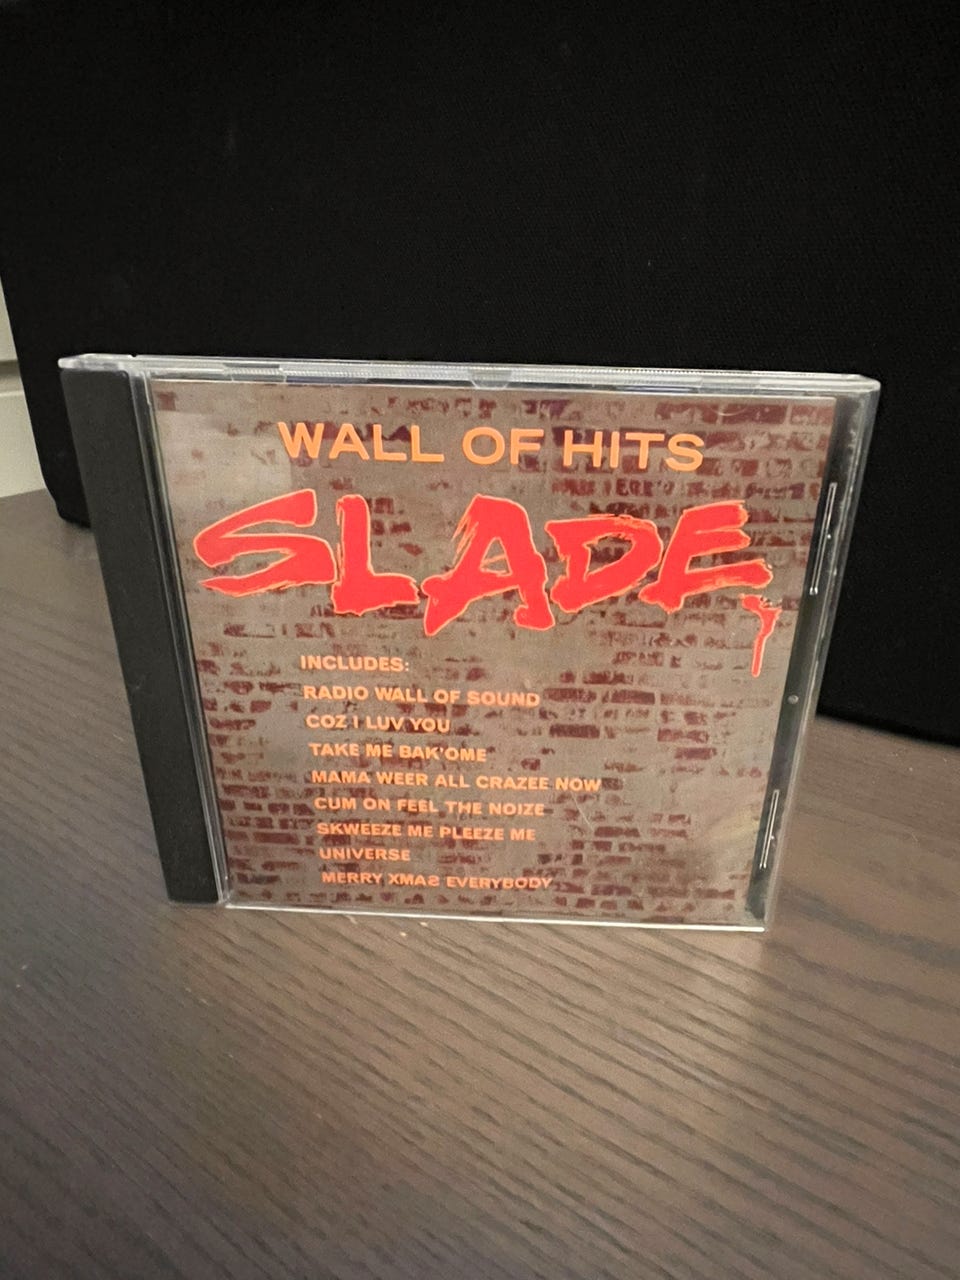 WALL OF HITS
SLADE
INCLUDES:
RADIO WALL OF SOUND
COZ I LUV YOU
TAKE ME BAK'OME
MAMA WEER ALL CRAZEE NOW
CUM ON FEEL THE NOIZE
SKWEEZE ME PLEEZE ME
UNIVERSE
MERRY XMAS EVERYBODY